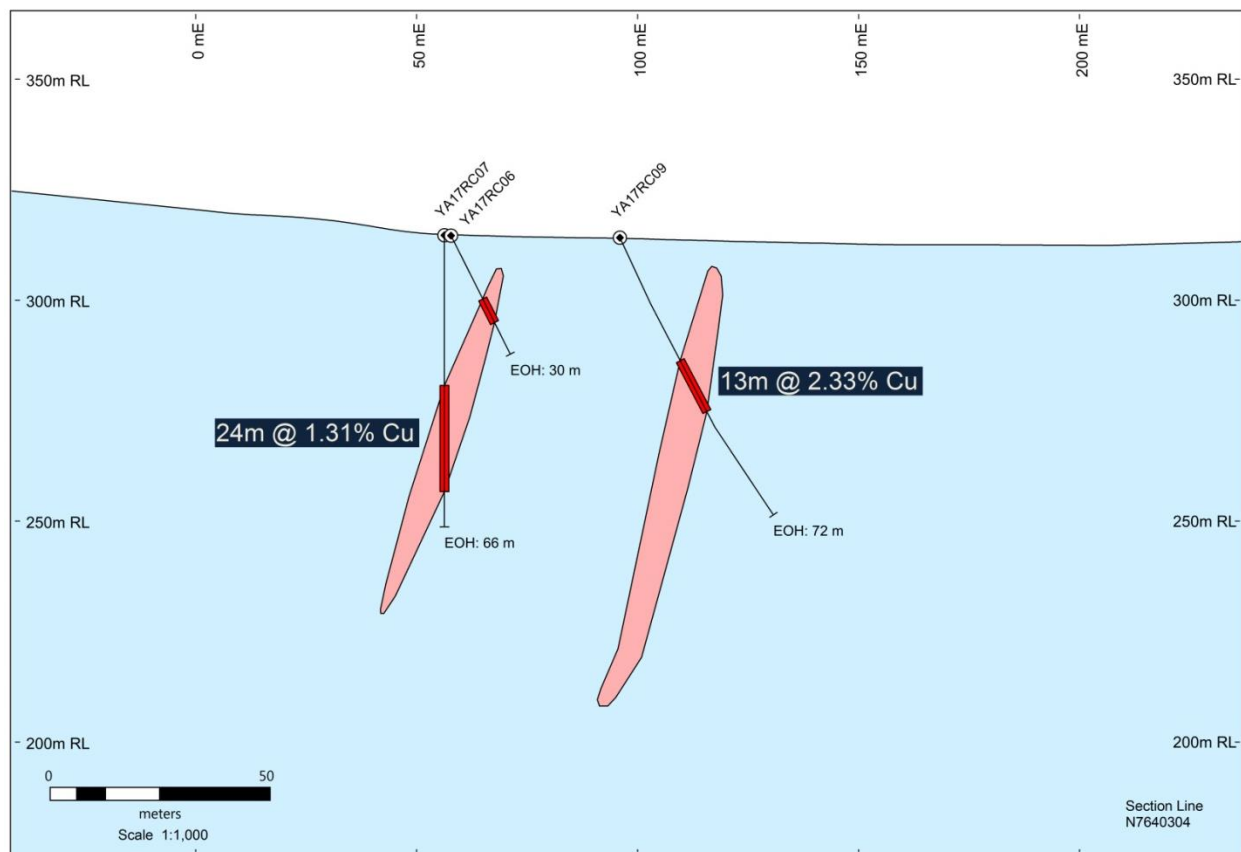 0 mE
50 mE
100 mE
150 mE
200 mE
350m RL
350m RL
YA17RC07
YA17RC06
YA17RC09
300m RL
300m RL
EOH: 30 m
13m @ 2.33% Cu
24m @ 1.31% Cu
250m RL
250m RL
EOH: 66 m
EOH: 72 m
200m RL
200m RL
0 50
meters
Scale 1:1,000
Section Line
N7640304